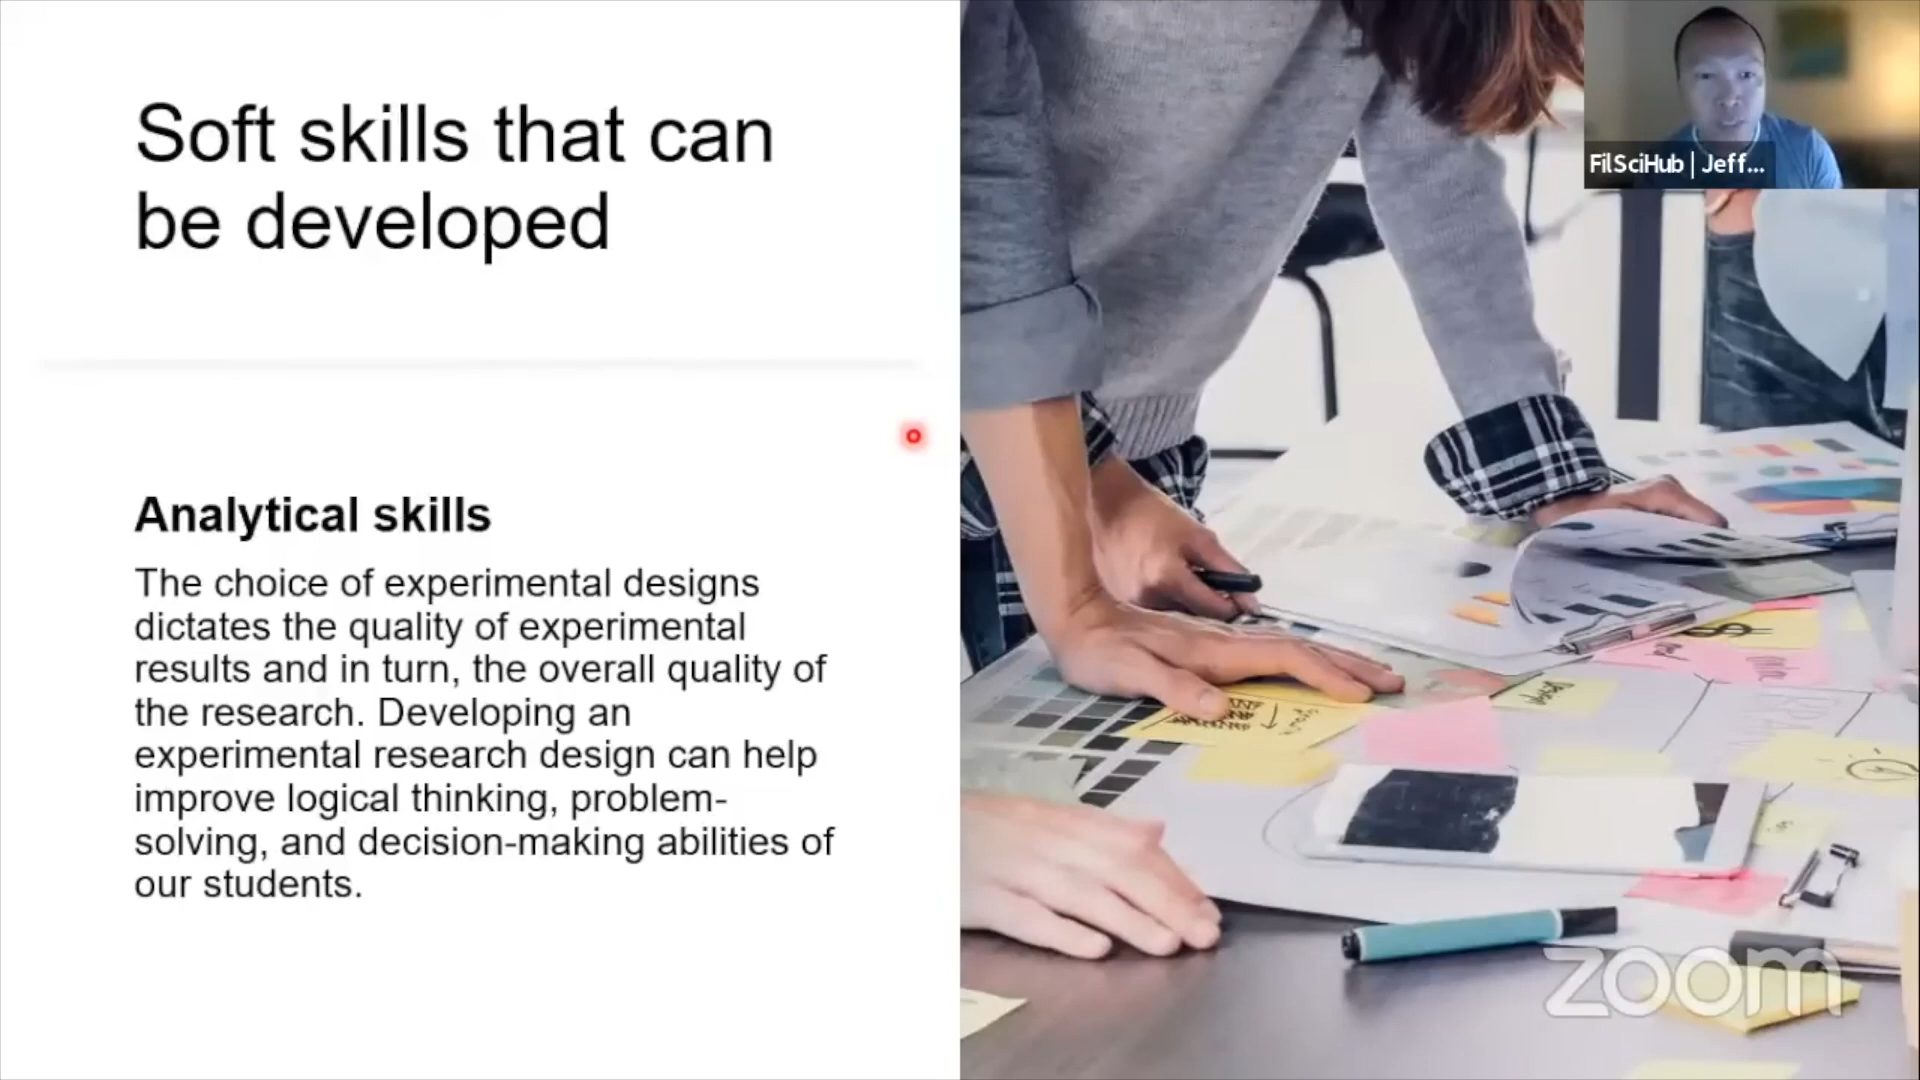 Soft skills that can
be developed
FilSciHub | Jeff...
Analytical skills
The choice of experimental designs
dictates the quality of experimental
results and in turn, the overall quality of
the research. Developing an
experimental research design can help
improve logical thinking, problem-
solving, and decision-making abilities of
our students.
$
zoom